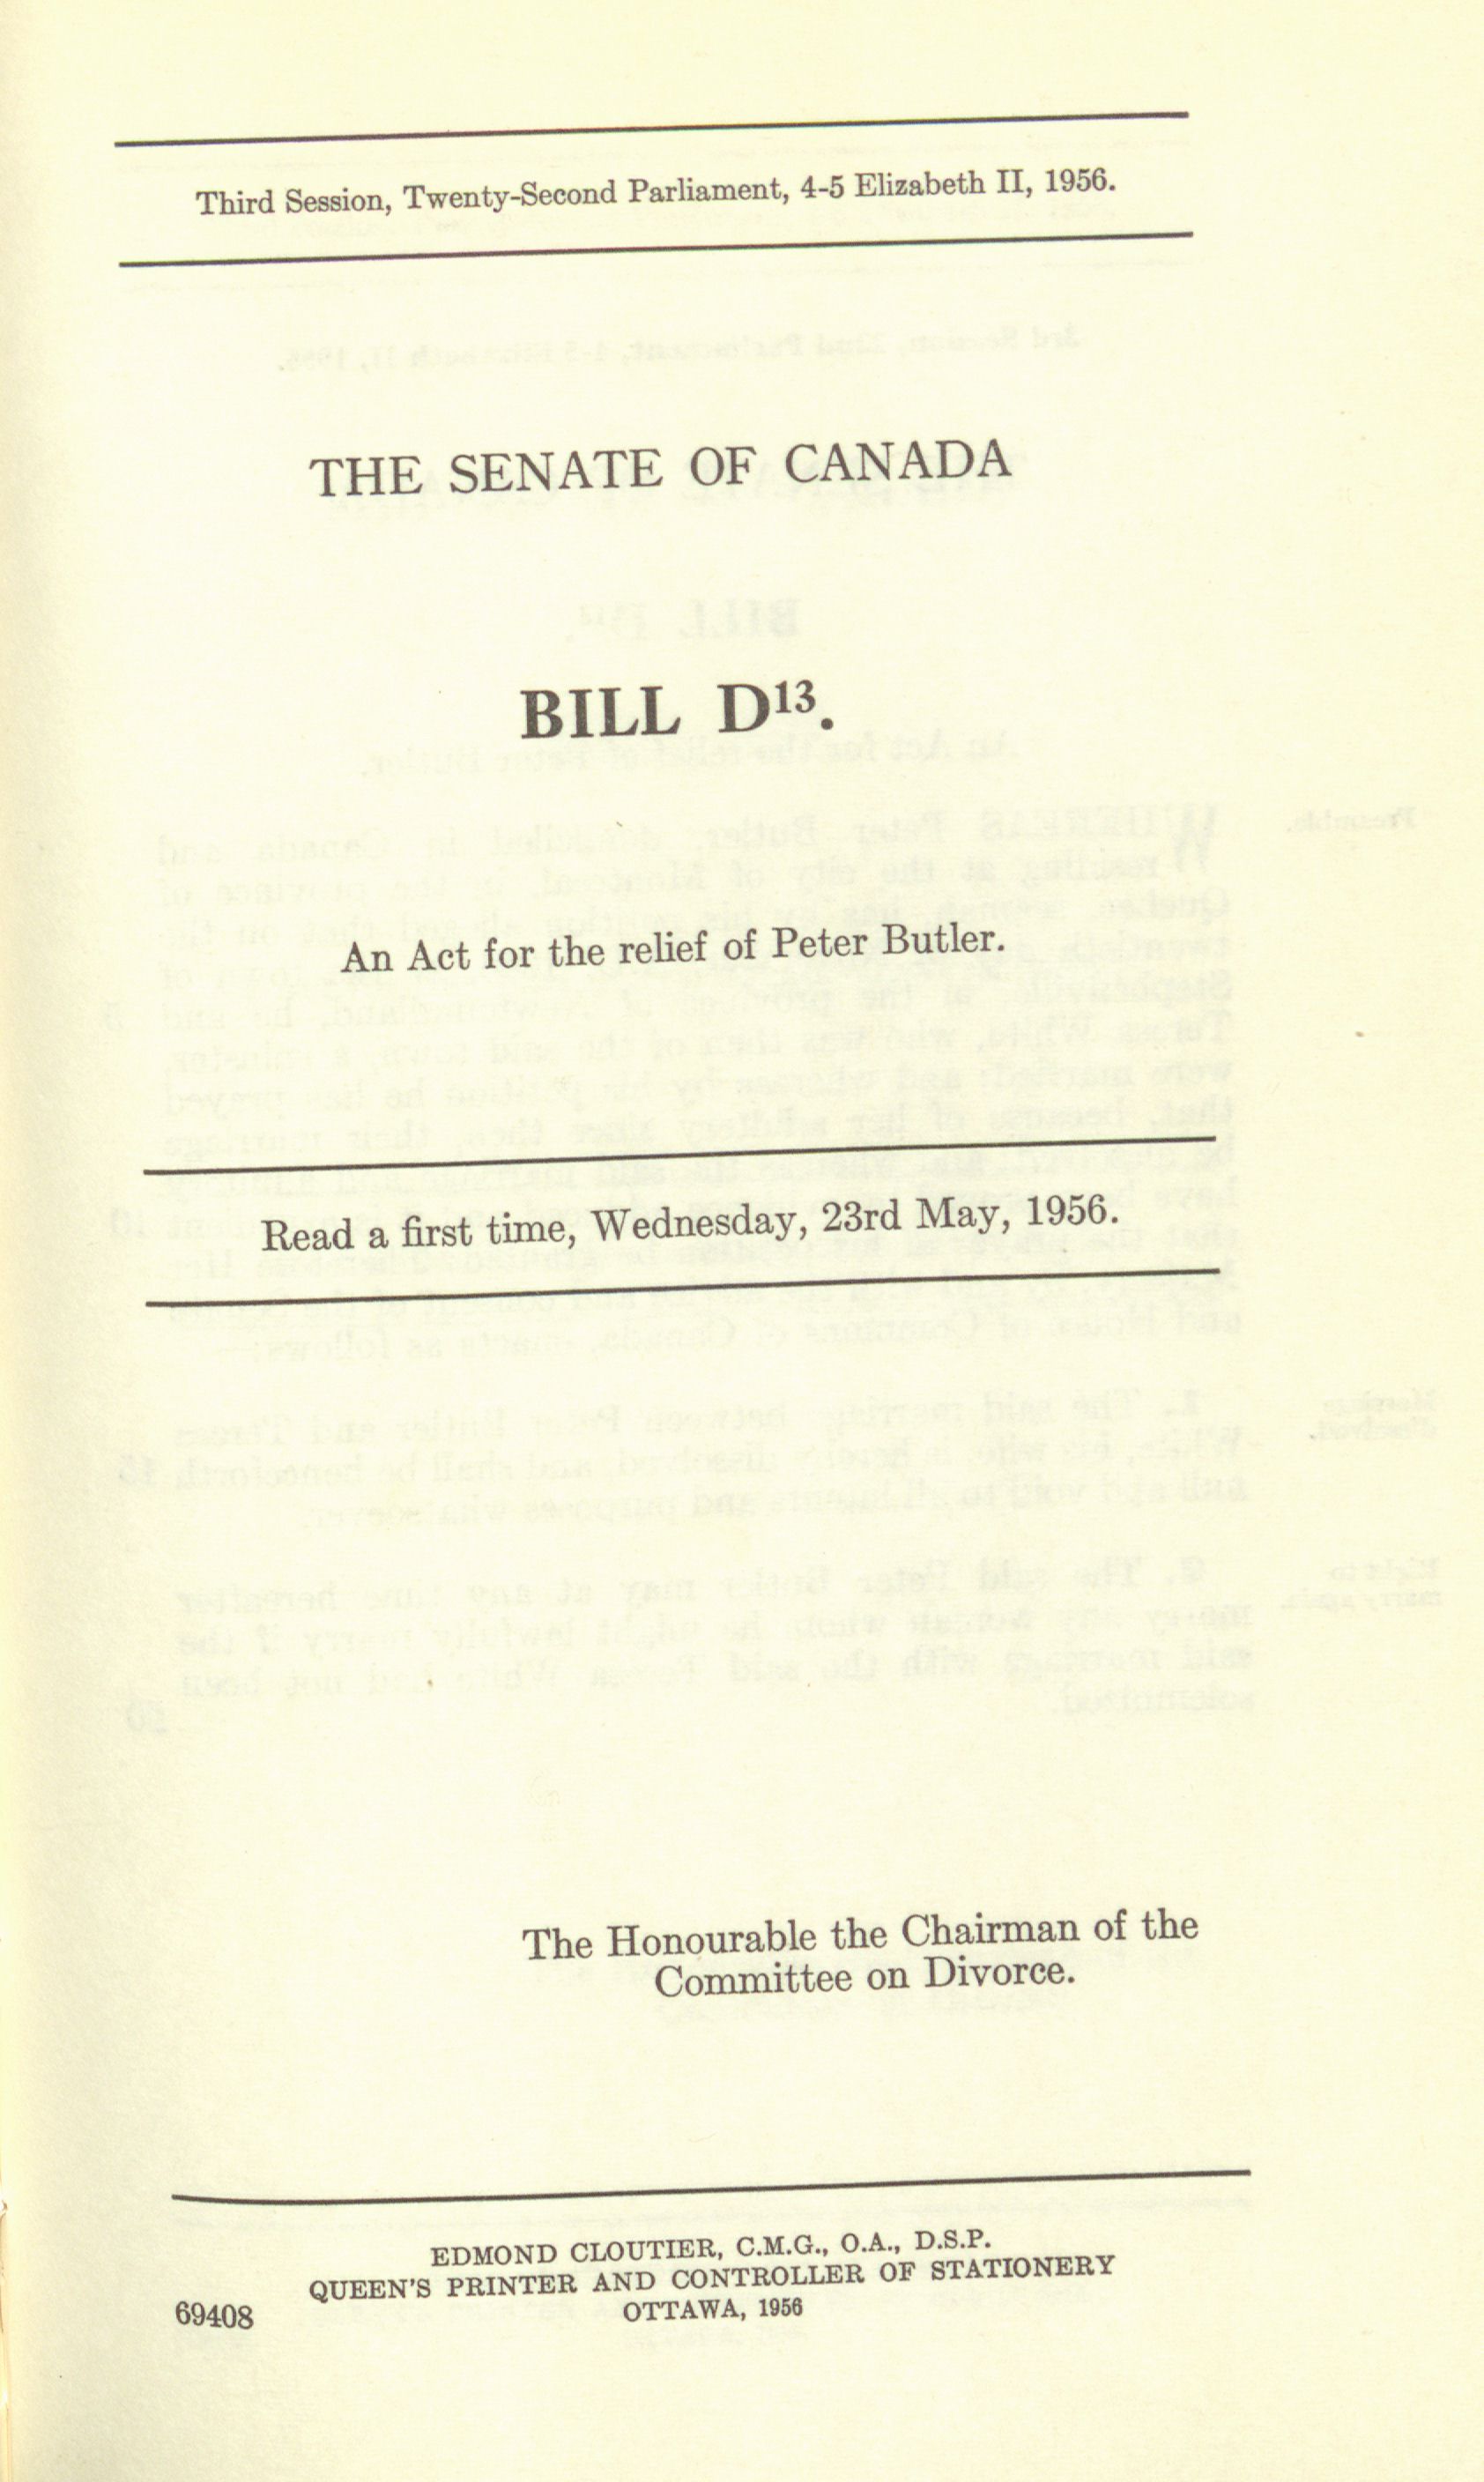 Third Session, Twenty-Second Parliament, 4-5 Elizabeth II, 1956.
THE SENATE OF CANADA
BILL D¹³.
An Act for the relief of Peter Butler.
Read a first time, Wednesday, 23rd May, 1956.
The Honourable the Chairman of the
Committee on Divorce.
EDMOND CLOUTIER, C.M.G., O.A., D.S.P.
QUEEN'S PRINTER AND CONTROLLER OF STATIONERY
OTTAWA, 1956
69408